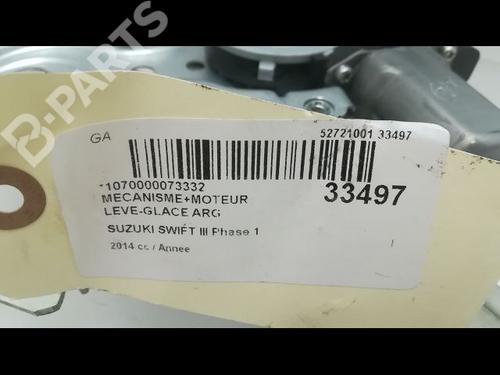 B-PARTS
GA
52721001 33497
*1070000073332
33497
MECANISME+MOTEUR
LEVE-GLACE ARG
SUZUKI SWIFT III Phase 1
2014 cc / Annee